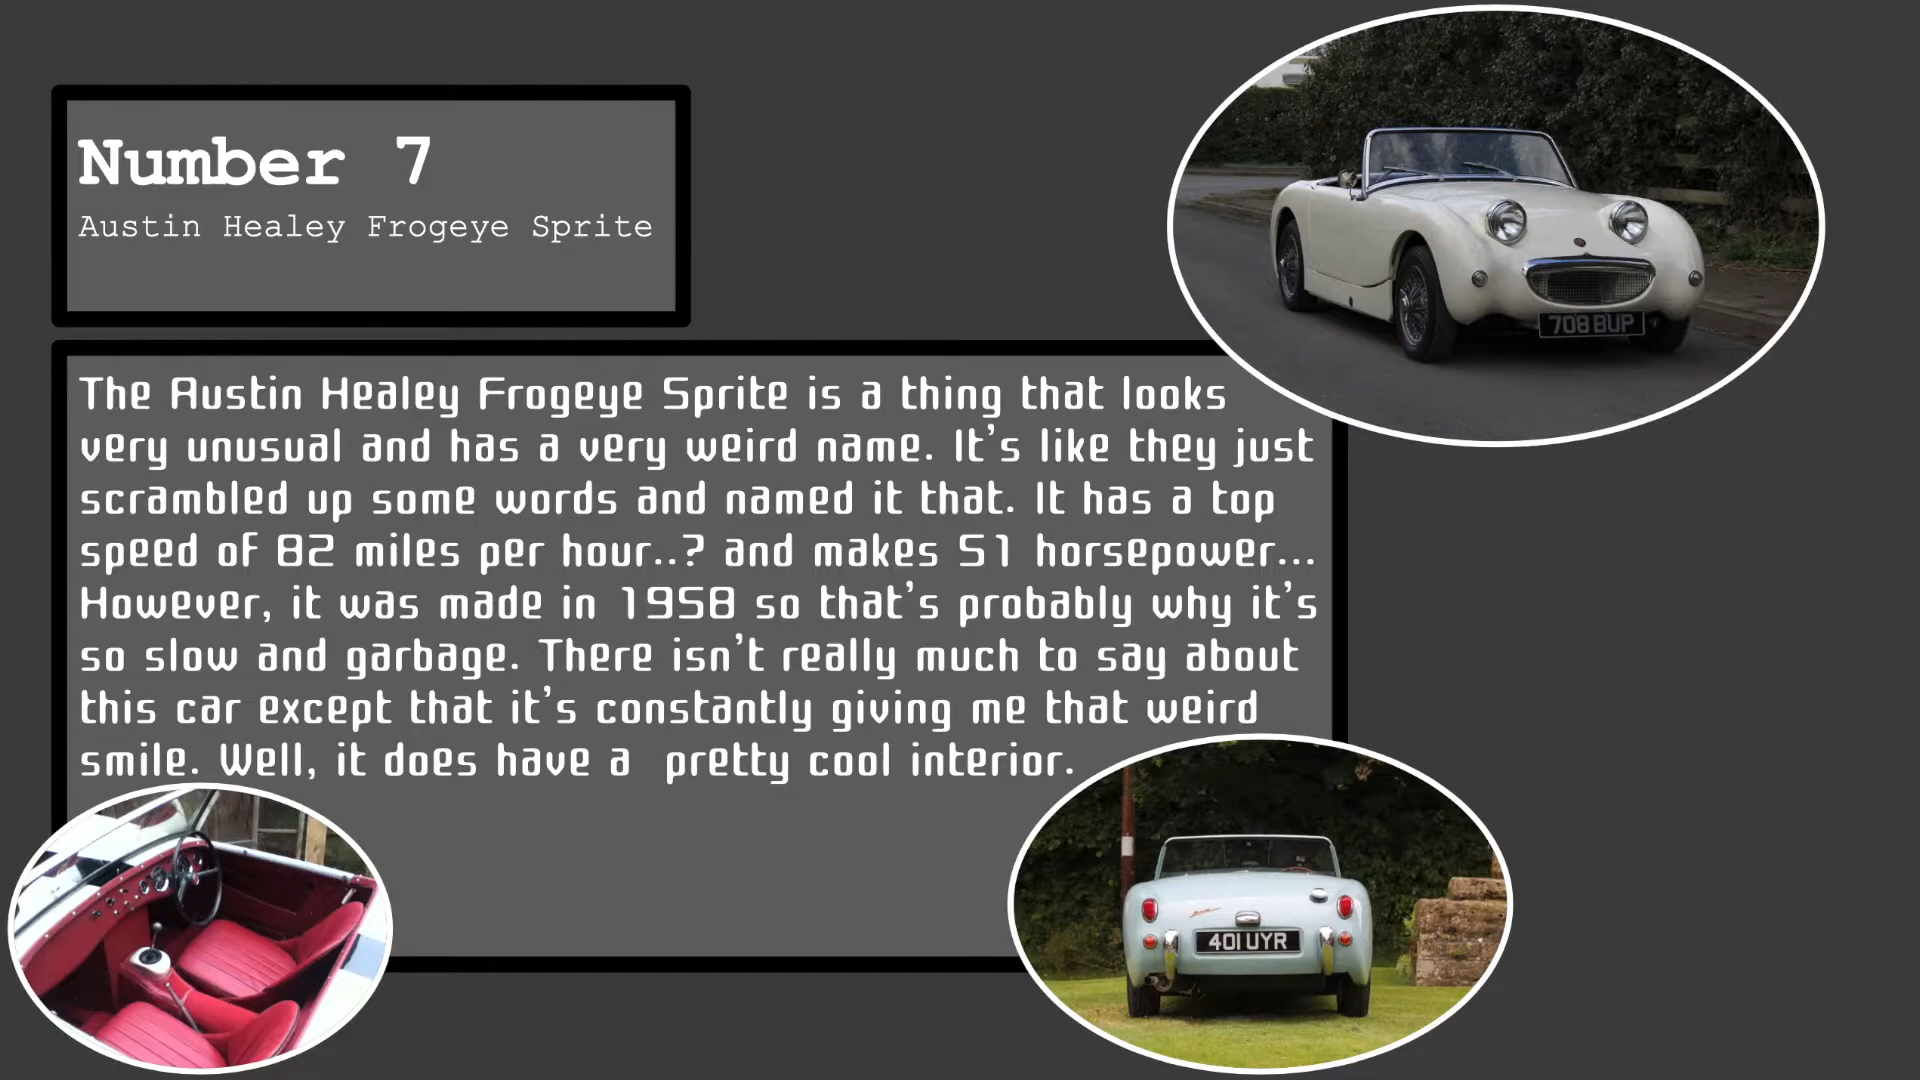 Number 7
Austin Healey Frogeye Sprite
The Austin Healey Frogeye Sprite is a thing that looks
very unusual and has a very weird name. It's like they just
scrambled up some words and named it that. It has a top
speed of 82 miles per hour..? and makes 51 horsepower...
However, it was made in 1958 so that's probably why it's
so slow and garbage. There isn't really much to say about
this car except that it's constantly giving me that weird
smile. Well, it does have a  pretty cool interior.
708 BUP
401 UYR